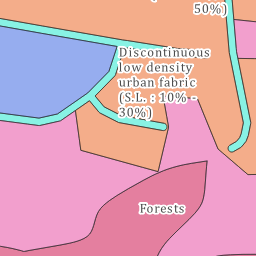 50%)
Discontinuous
low density
urban fabric
(S.L. : 10% -
30%)
Forests